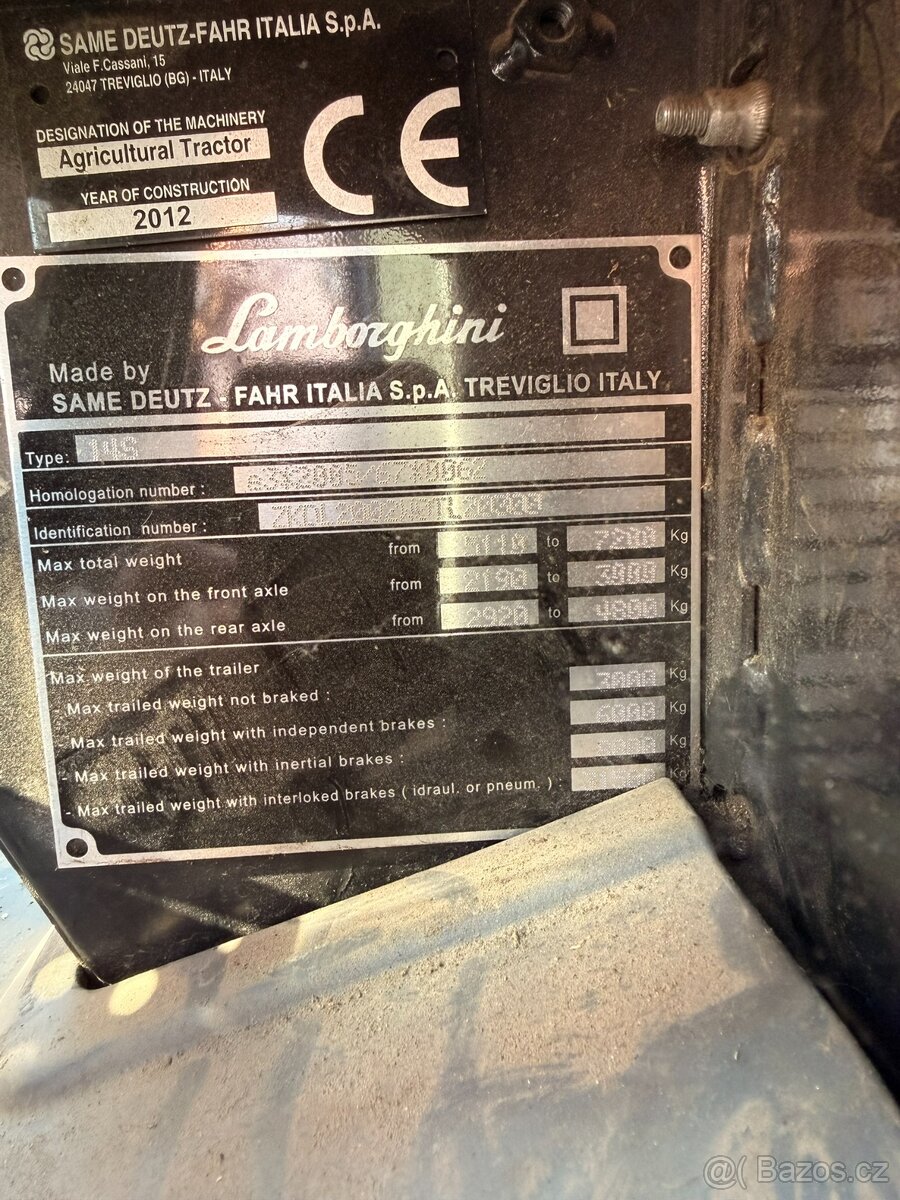 SAME DEUTZ-FAHR ITALIA S.p.A.
Viale F.Cassani, 15
24047 TREVIGLIO (BG) - ITALY
DESIGNATION OF THE MACHINERY
Agricultural Tractor
YEAR OF CONSTRUCTION
2012
CE
Lamborghini
Made by
SAME DEUTZ - FAHR ITALIA S.p.A. TREVIGLIO ITALY
Type:
Homologation number :
Identification number :
Max total weight from to Kg
Max weight on the front axle from 2190 to Kg
Max weight on the rear axle from 2920 to 4800 Kg
Max weight of the trailer
- Max trailed weight not braked : 3000 Kg
- Max trailed weight with independent brakes : 6000 Kg
- Max trailed weight with inertial brakes : Kg
- Max trailed weight with interloked brakes ( idraul. or pneum. ) : Kg
@( Bazos.cz